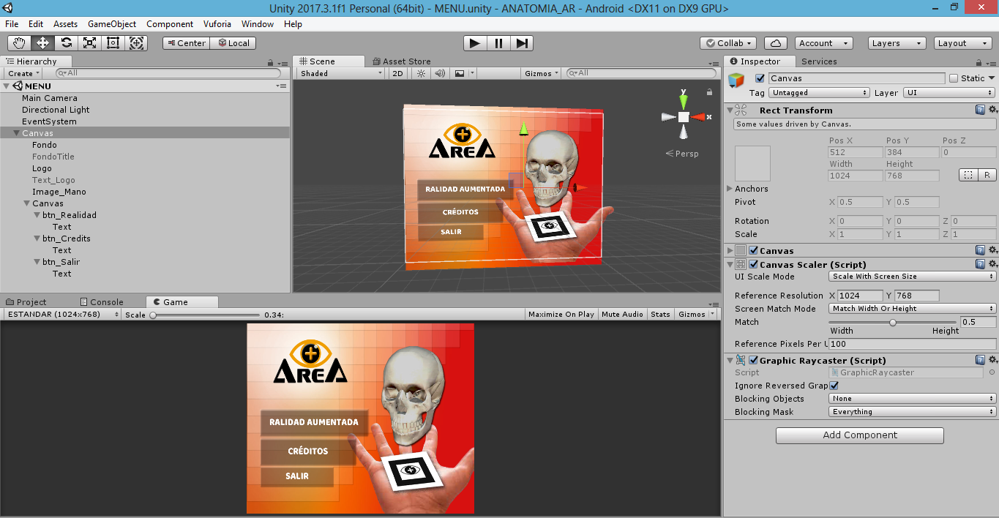 Unity 2017.3.1f1 Personal (64bit) - MENU.unity - ANATOMIA_AR - Android <DX11 on DX9 GPU>
File Edit Assets GameObject Component Vuforia Window Help
Center Local Collab Account Layers Layout
Hierarchy
Create All
MENU
Main Camera
Directional Light
EventSystem
Canvas
Fondo
FondoTitle
Logo
Text_Logo
Image_Mano
Canvas
btn_Realidad
Text
btn_Credits
Text
btn_Salir
Text
Scene Asset Store
Shaded 2D Gizmos All
y
x
Persp
AREA
RALIDAD AUMENTADA
CRÉDITOS
SALIR
Project Console Game
ESTANDAR (1024x768) Scale 0.34: Maximize On Play Mute Audio Stats Gizmos
AREA
RALIDAD AUMENTADA
CRÉDITOS
SALIR
Inspector Services
Canvas Static
Tag Untagged Layer UI
Rect Transform
Some values driven by Canvas.
Pos X Pos Y Pos Z
512 384 0
Width Height
1024 768 R
Anchors
Pivot X 0.5 Y 0.5
Rotation X 0 Y 0 Z 0
Scale X 1 Y 1 Z 1
Canvas
Canvas Scaler (Script)
UI Scale Mode Scale With Screen Size
Reference Resolution X 1024 Y 768
Screen Match Mode Match Width Or Height
Match 0.5
Width Height
Reference Pixels Per U 100
Graphic Raycaster (Script)
Script GraphicRaycaster
Ignore Reversed Grap
Blocking Objects None
Blocking Mask Everything
Add Component